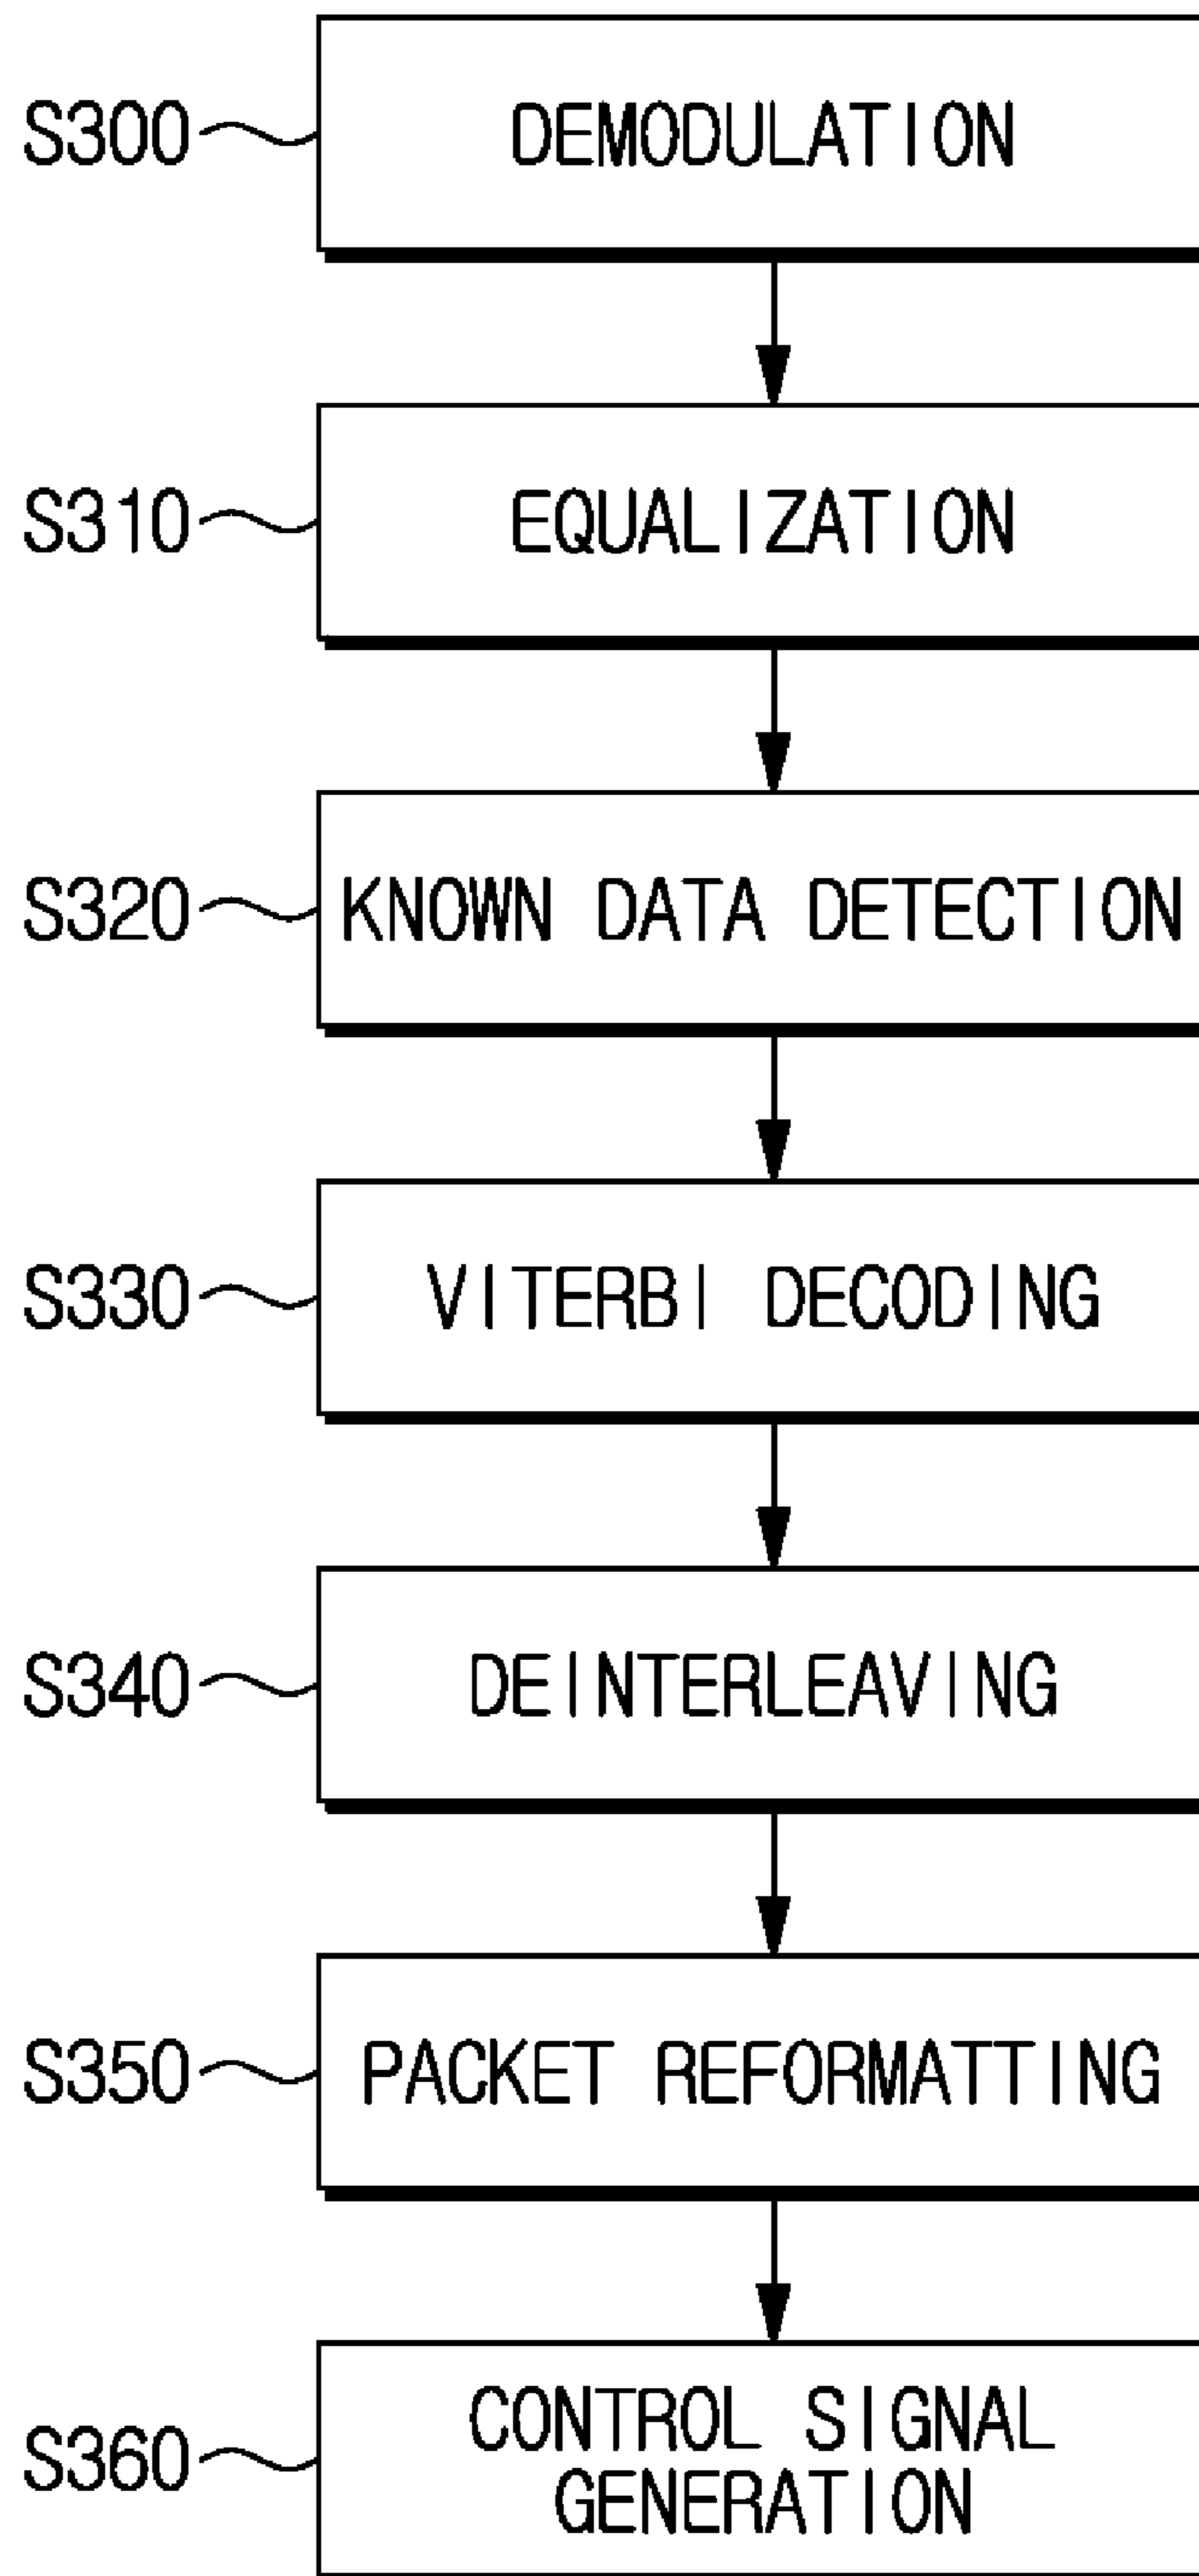 S300 DEMODULATION
S310 EQUALIZATION
S320 KNOWN DATA DETECTION
S330 VITERBI DECODING
S340 DEINTERLEAVING
S350 PACKET REFORMATTING
S360 CONTROL SIGNAL
GENERATION